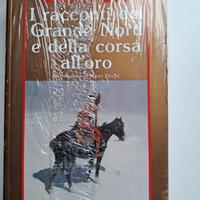 I racconti del
Grande Nord
e della corsa
all'oro